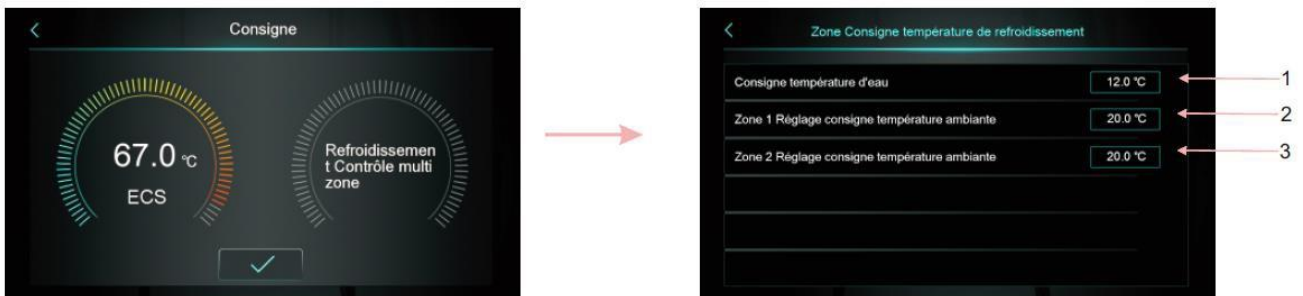 Consigne
67.0 ℃
ECS
Refroidissemen
t Contrôle multi
zone
Zone Consigne température de refroidissement
Consigne température d'eau 12.0 ℃ 1
Zone 1 Réglage consigne température ambiante 20.0 ℃ 2
Zone 2 Réglage consigne température ambiante 20.0 ℃ 3